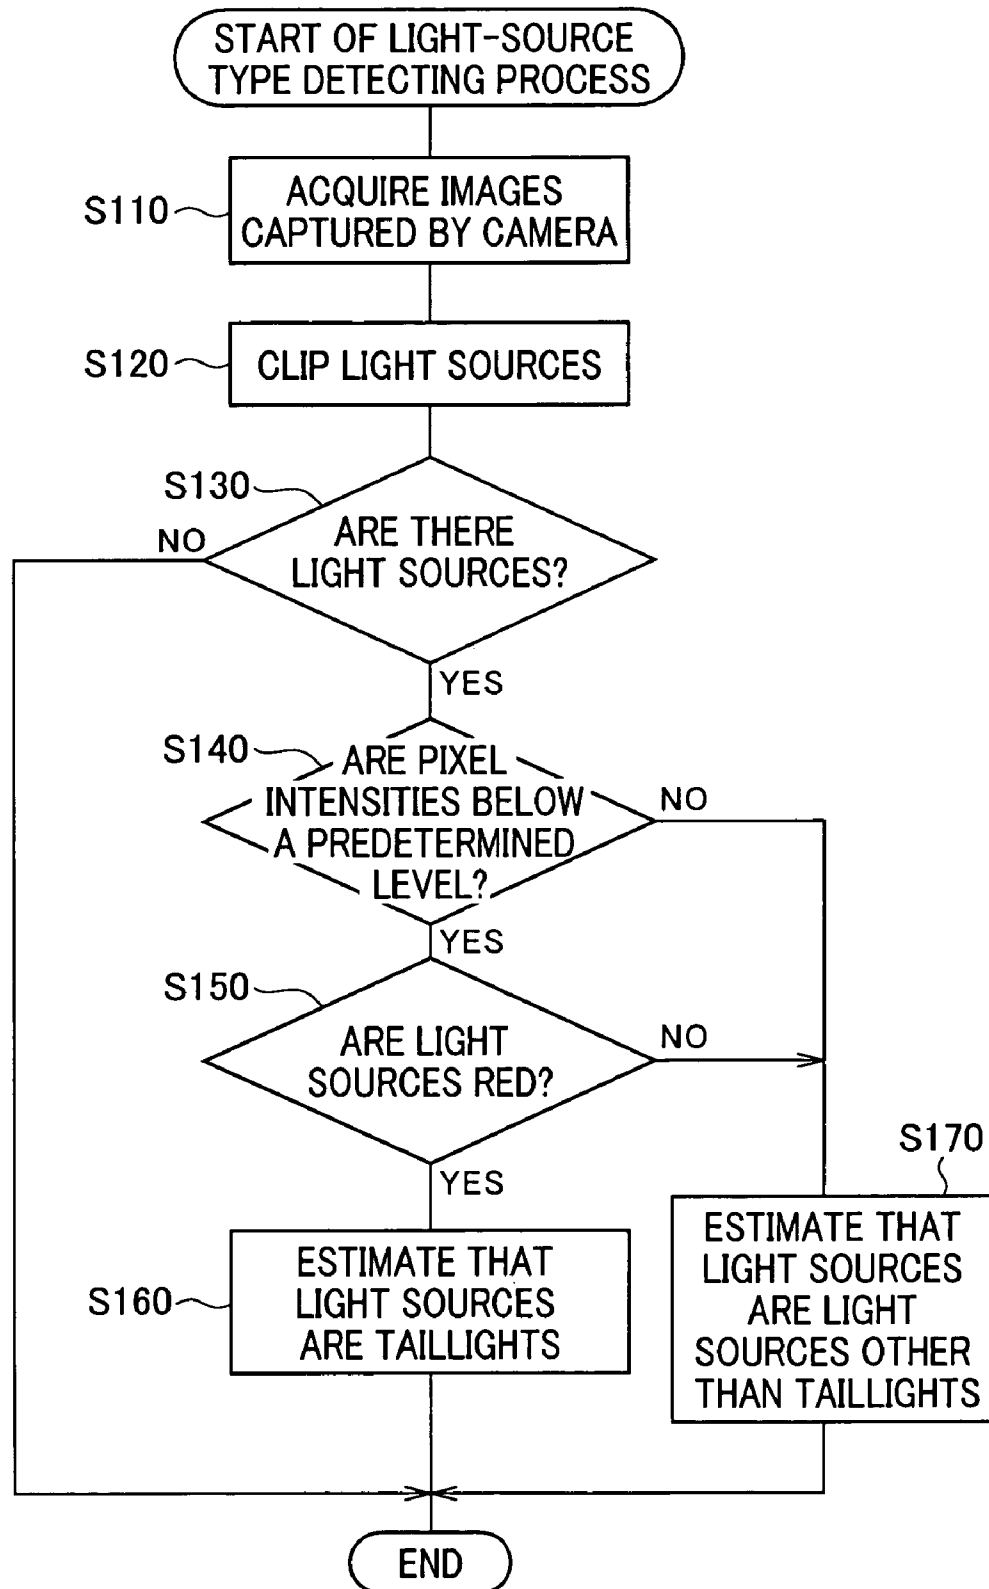 START OF LIGHT-SOURCE
TYPE DETECTING PROCESS
S110
ACQUIRE IMAGES
CAPTURED BY CAMERA
S120
CLIP LIGHT SOURCES
S130
ARE THERE
LIGHT SOURCES?
NO
YES
S140
ARE PIXEL
INTENSITIES BELOW
A PREDETERMINED
LEVEL?
NO
YES
S150
ARE LIGHT
SOURCES RED?
NO
YES
S160
ESTIMATE THAT
LIGHT SOURCES
ARE TAILLIGHTS
S170
ESTIMATE THAT
LIGHT SOURCES
ARE LIGHT
SOURCES OTHER
THAN TAILLIGHTS
END